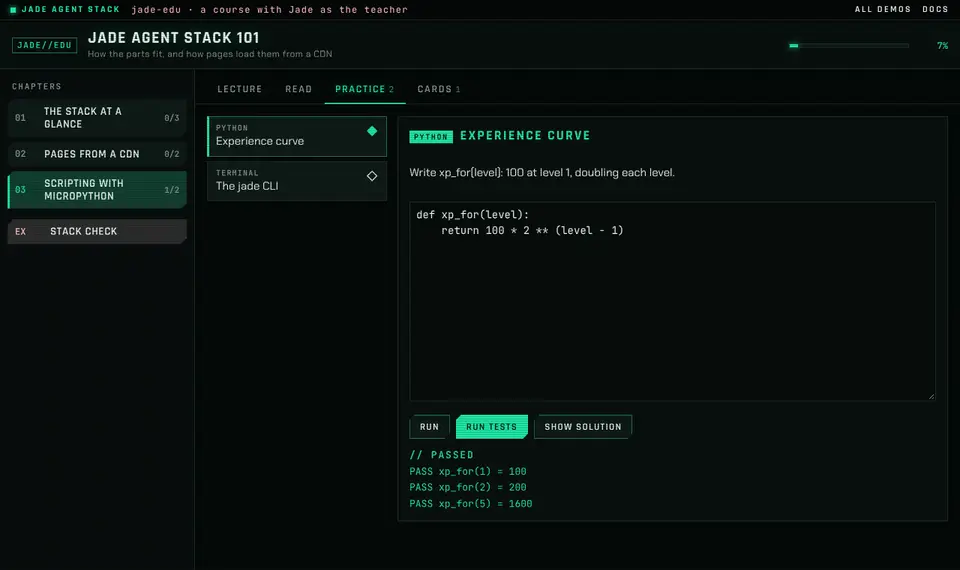 JADE AGENT STACK jade-edu · a course with Jade as the teacher ALL DEMOS DOCS
JADE//EDU
JADE AGENT STACK 101
How the parts fit, and how pages load them from a CDN
7%
CHAPTERS
01 THE STACK AT A GLANCE 0/3
02 PAGES FROM A CDN 0/2
03 SCRIPTING WITH MICROPYTHON 1/2
EX STACK CHECK
LECTURE READ PRACTICE 2 CARDS 1
PYTHON
Experience curve
TERMINAL
The jade CLI
PYTHON EXPERIENCE CURVE
Write xp_for(level): 100 at level 1, doubling each level.
def xp_for(level):
    return 100 * 2 ** (level - 1)
RUN RUN TESTS SHOW SOLUTION
// PASSED
PASS xp_for(1) = 100
PASS xp_for(2) = 200
PASS xp_for(5) = 1600